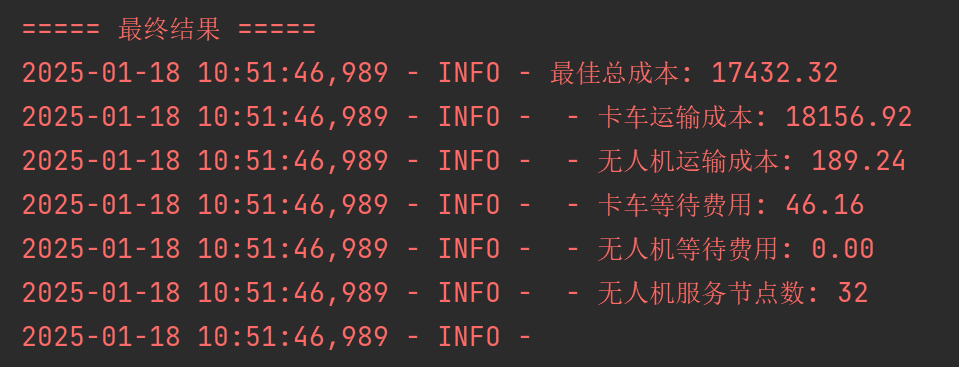 ===== 最终结果 =====
2025-01-18 10:51:46,989 - INFO - 最佳总成本: 17432.32
2025-01-18 10:51:46,989 - INFO -  - 卡车运输成本: 18156.92
2025-01-18 10:51:46,989 - INFO -  - 无人机运输成本: 189.24
2025-01-18 10:51:46,989 - INFO -  - 卡车等待费用: 46.16
2025-01-18 10:51:46,989 - INFO -  - 无人机等待费用: 0.00
2025-01-18 10:51:46,989 - INFO -  - 无人机服务节点数: 32
2025-01-18 10:51:46,989 - INFO -